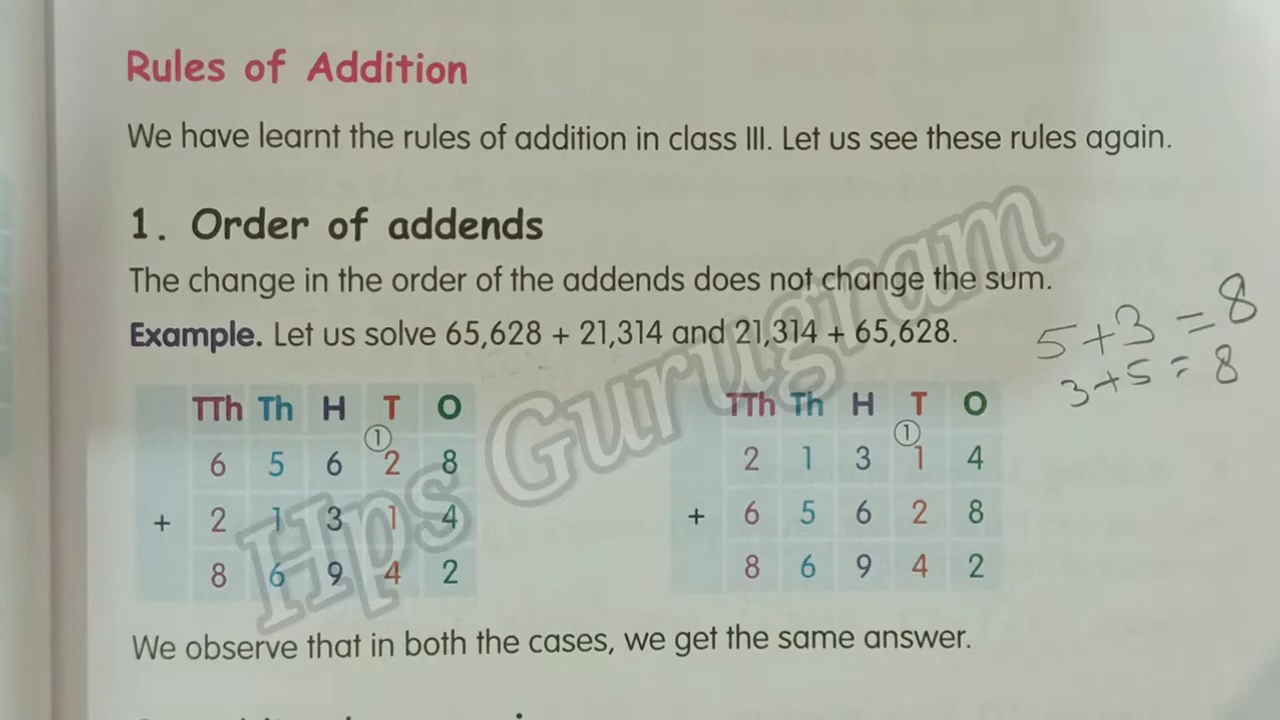 Rules of Addition
We have learnt the rules of addition in class III. Let us see these rules again.
1. Order of addends
The change in the order of the addends does not change the sum.
Example. Let us solve 65,628 + 21,314 and 21,314 + 65,628.
5+3 = 8
3+5 = 8
TTh Th H T O
①
6 5 6 2 8
+ 2 1 3 1 4
8 6 9 4 2
TTh Th H T O
①
2 1 3 1 4
+ 6 5 6 2 8
8 6 9 4 2
Hps Gurugram
We observe that in both the cases, we get the same answer.